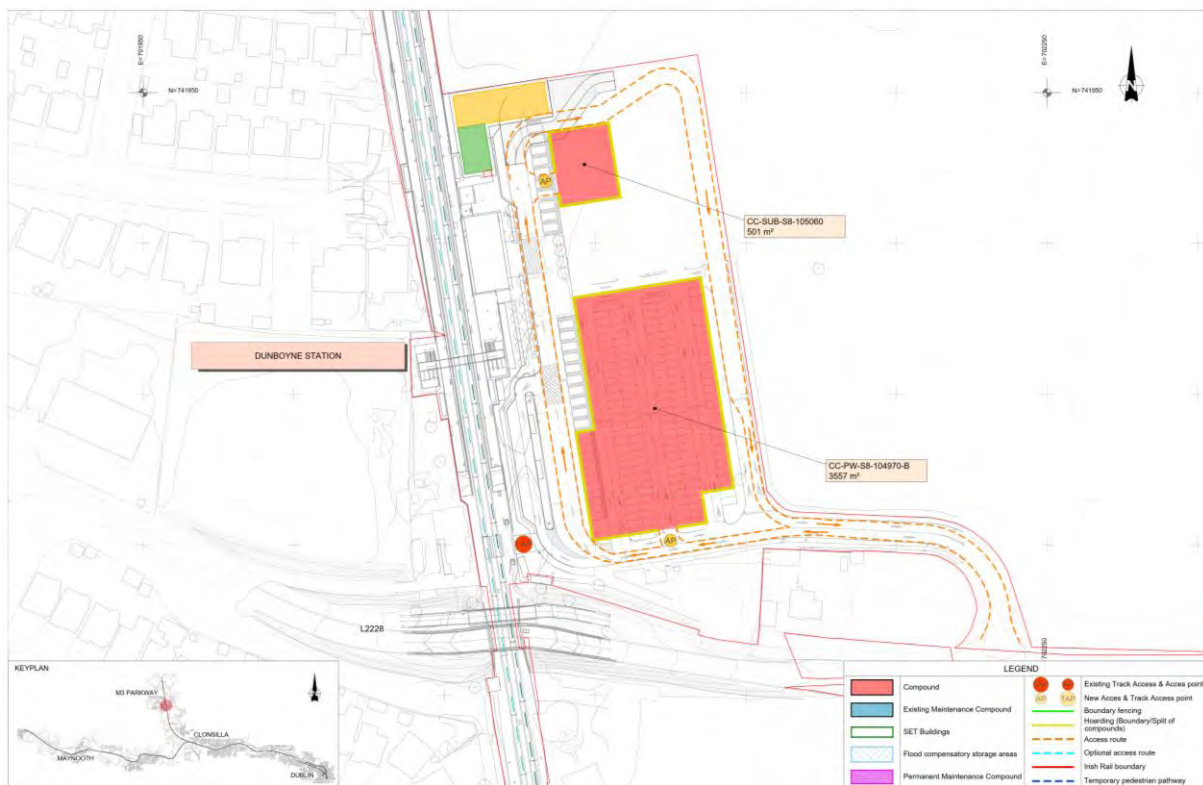 E=701950
N=741950
E=702250
N=741950
N
AP
CC-SUB-S8-105060
501 m²
DUNBOYNE STATION
CC-PW-S8-104970-B
3557 m²
AP
L2228
702250
KEYPLAN
M3 PARKWAY
CLONSILLA
MAYNOOTH
DUBLIN
LEGEND
Compound
Existing Maintenance Compound
SET Buildings
Flood compensatory storage areas
Permanent Maintenance Compound
Existing Track Access & Acces point
AP TAP New Acces & Track Access point
Boundary fencing
Hoarding (Boundary/Split of
compounds)
Access route
Optional access route
Irish Rail boundary
Temporary pedestrian pathway